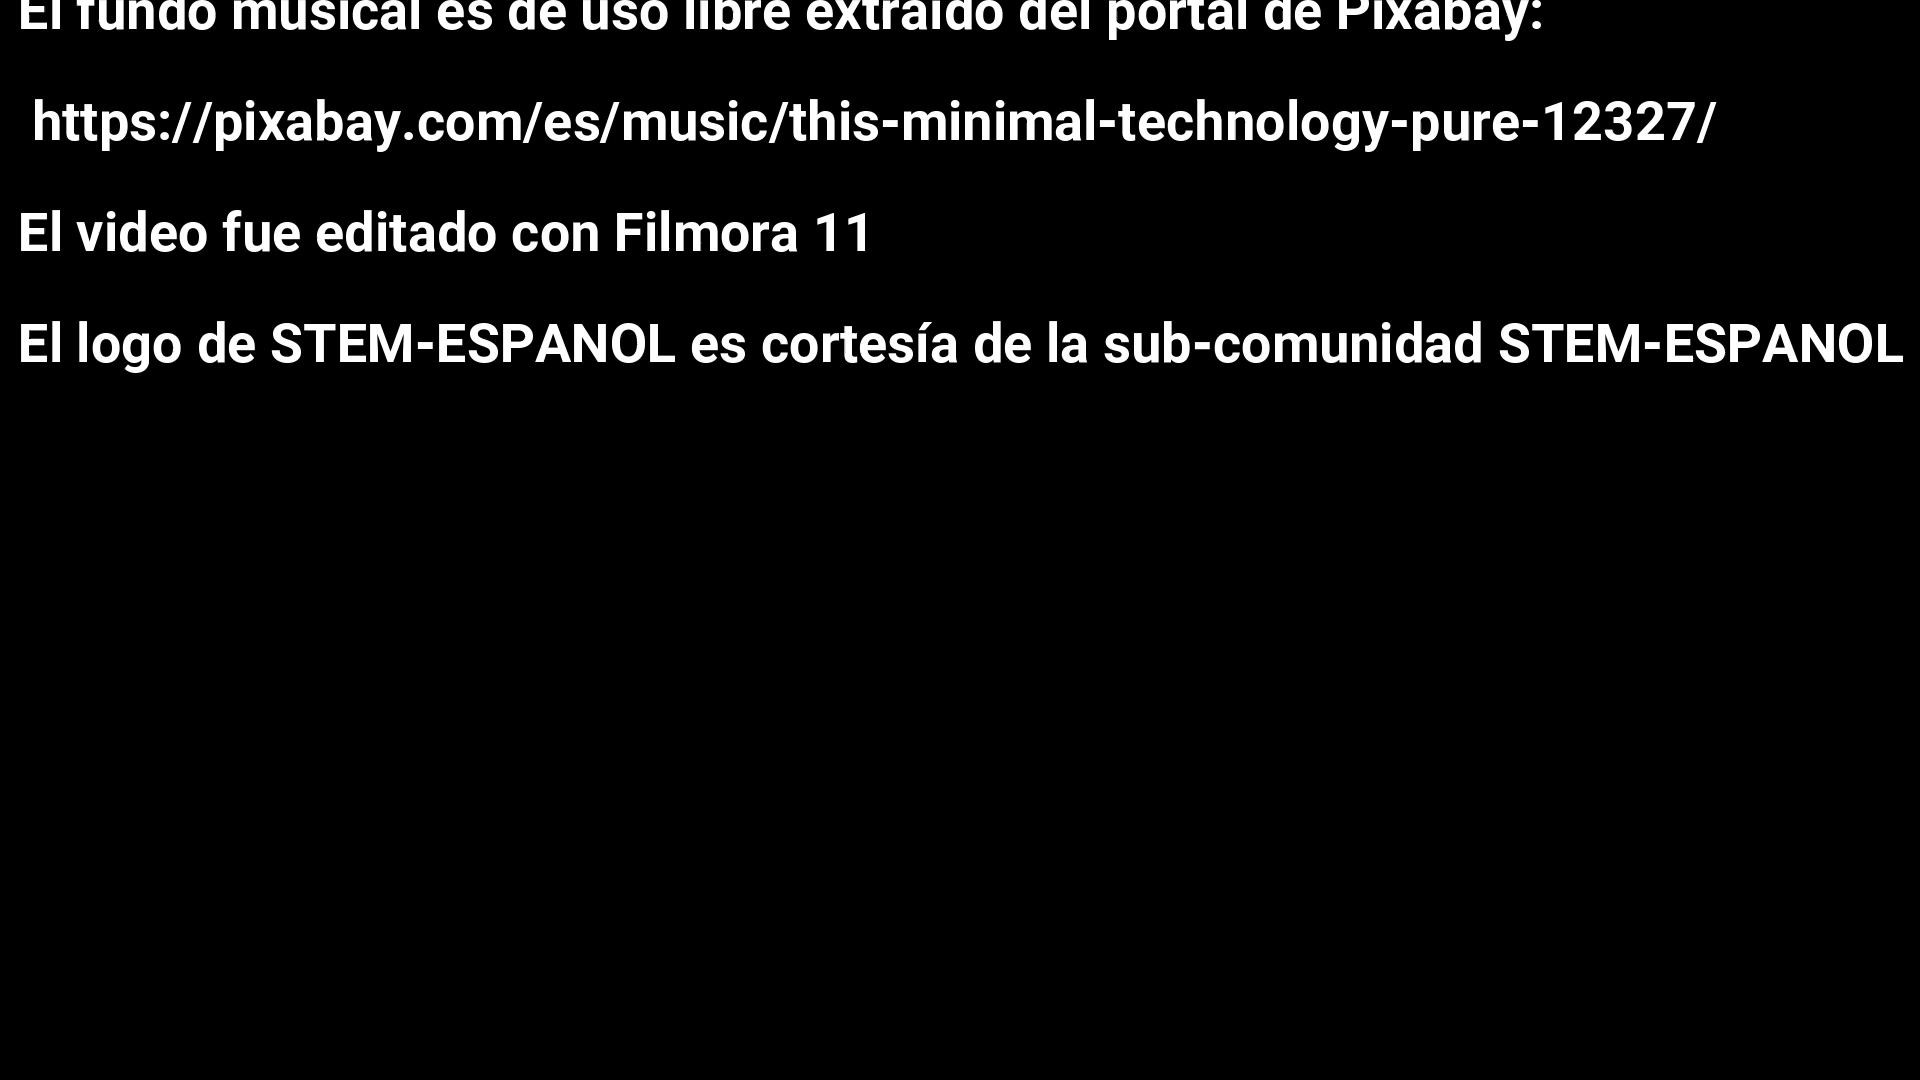 El fundo musical es de uso libre extraído del portal de Pixabay:
https://pixabay.com/es/music/this-minimal-technology-pure-12327/
El video fue editado con Filmora 11
El logo de STEM-ESPANOL es cortesía de la sub-comunidad STEM-ESPANOL